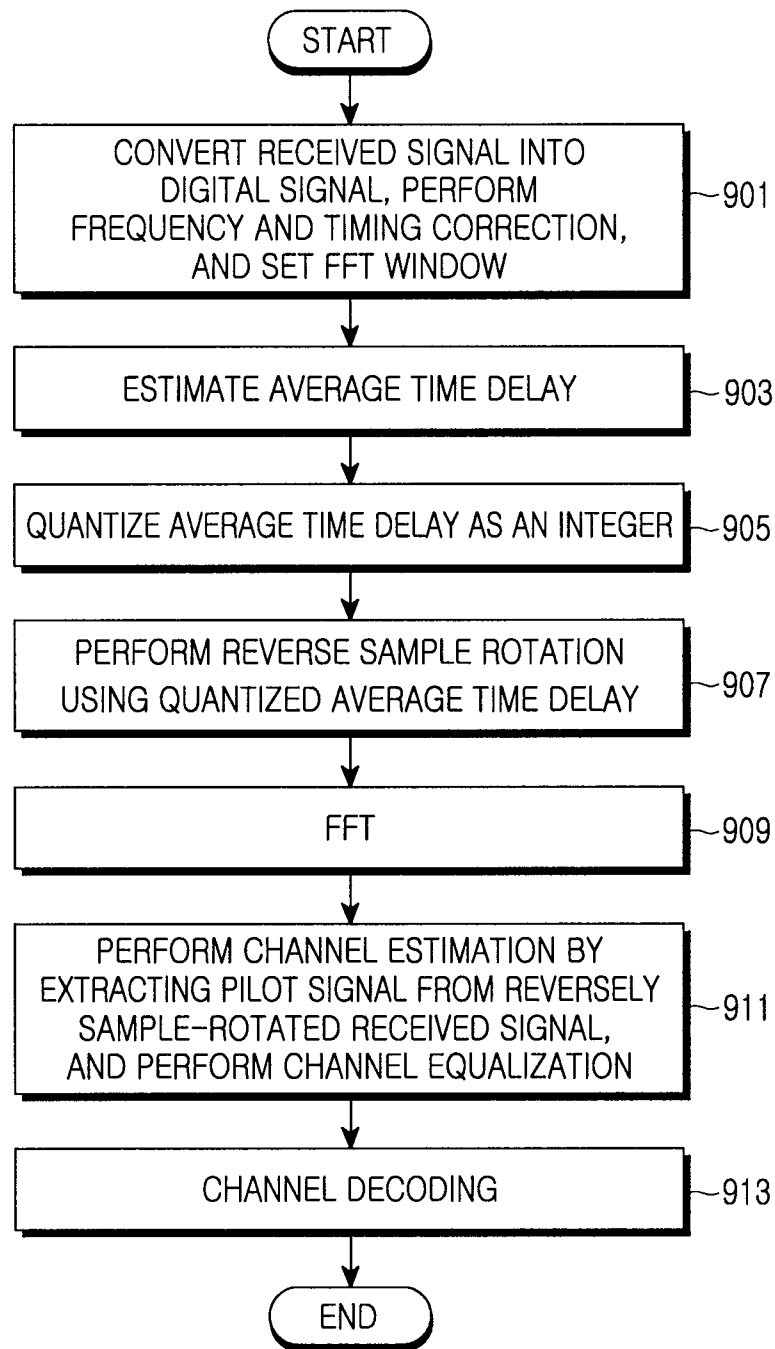 START
CONVERT RECEIVED SIGNAL INTO
DIGITAL SIGNAL, PERFORM
FREQUENCY AND TIMING CORRECTION,
AND SET FFT WINDOW
901
ESTIMATE AVERAGE TIME DELAY
903
QUANTIZE AVERAGE TIME DELAY AS AN INTEGER
905
PERFORM REVERSE SAMPLE ROTATION
USING QUANTIZED AVERAGE TIME DELAY
907
FFT
909
PERFORM CHANNEL ESTIMATION BY
EXTRACTING PILOT SIGNAL FROM REVERSELY
SAMPLE-ROTATED RECEIVED SIGNAL,
AND PERFORM CHANNEL EQUALIZATION
911
CHANNEL DECODING
913
END